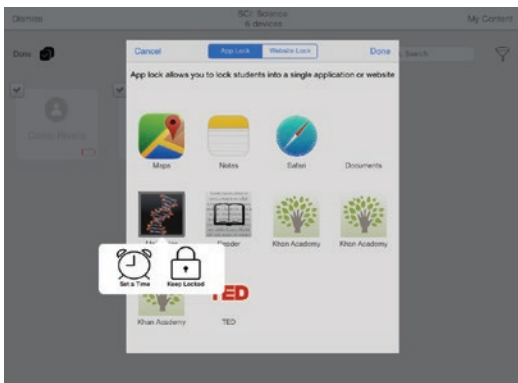 Dismiss
SCI: Science
6 devices
My Content
Done
Search
Cancel
App Lock
Website Lock
Done
App lock allows you to lock students into a single application or website
Maps
Notes
Safari
Documents
Reader
Khan Academy
Khan Academy
Set a Time
Keep Locked
TED
Khan Academy
TED